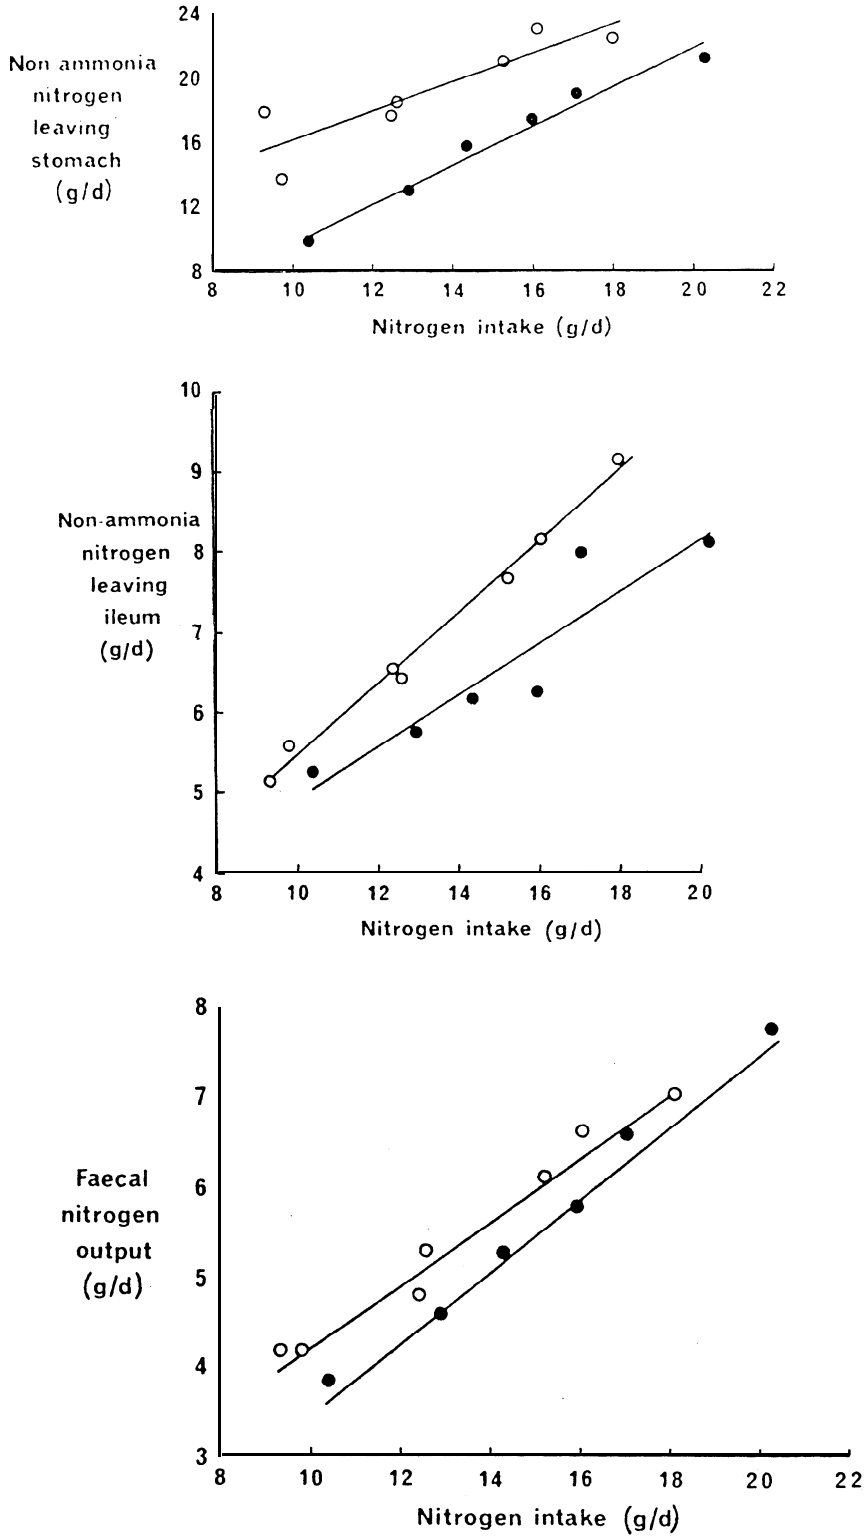 24
20
16
12
8
Non ammonia
nitrogen
leaving
stomach
(g/d)
8 10 12 14 16 18 20 22
Nitrogen intake (g/d)
10
9
8
7
6
5
4
Non-ammonia
nitrogen
leaving
ileum
(g/d)
8 10 12 14 16 18 20
Nitrogen intake (g/d)
8
7
6
5
4
3
Faecal
nitrogen
output
(g/d)
8 10 12 14 16 18 20 22
Nitrogen intake (g/d)